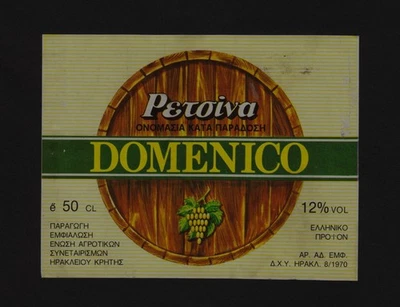 Ρετσίνα
ΟΝΟΜΑΣΙΑ ΚΑΤΑ ΠΑΡΑΔΟΣΗ
DOMENICO
e 50 CL
12% VOL
ΠΑΡΑΓΩΓΗ
ΕΜΦΙΑΛΩΣΗ
ΕΝΩΣΗ ΑΓΡΟΤΙΚΩΝ
ΣΥΝΕΤΑΙΡΙΣΜΩΝ
ΗΡΑΚΛΕΙΟΥ ΚΡΗΤΗΣ
ΕΛΛΗΝΙΚΟ
ΠΡΟΪΟΝ
ΑΡ. ΑΔ. ΕΜΦ.
Δ.Χ.Υ. ΗΡΑΚΛ. 8/1970